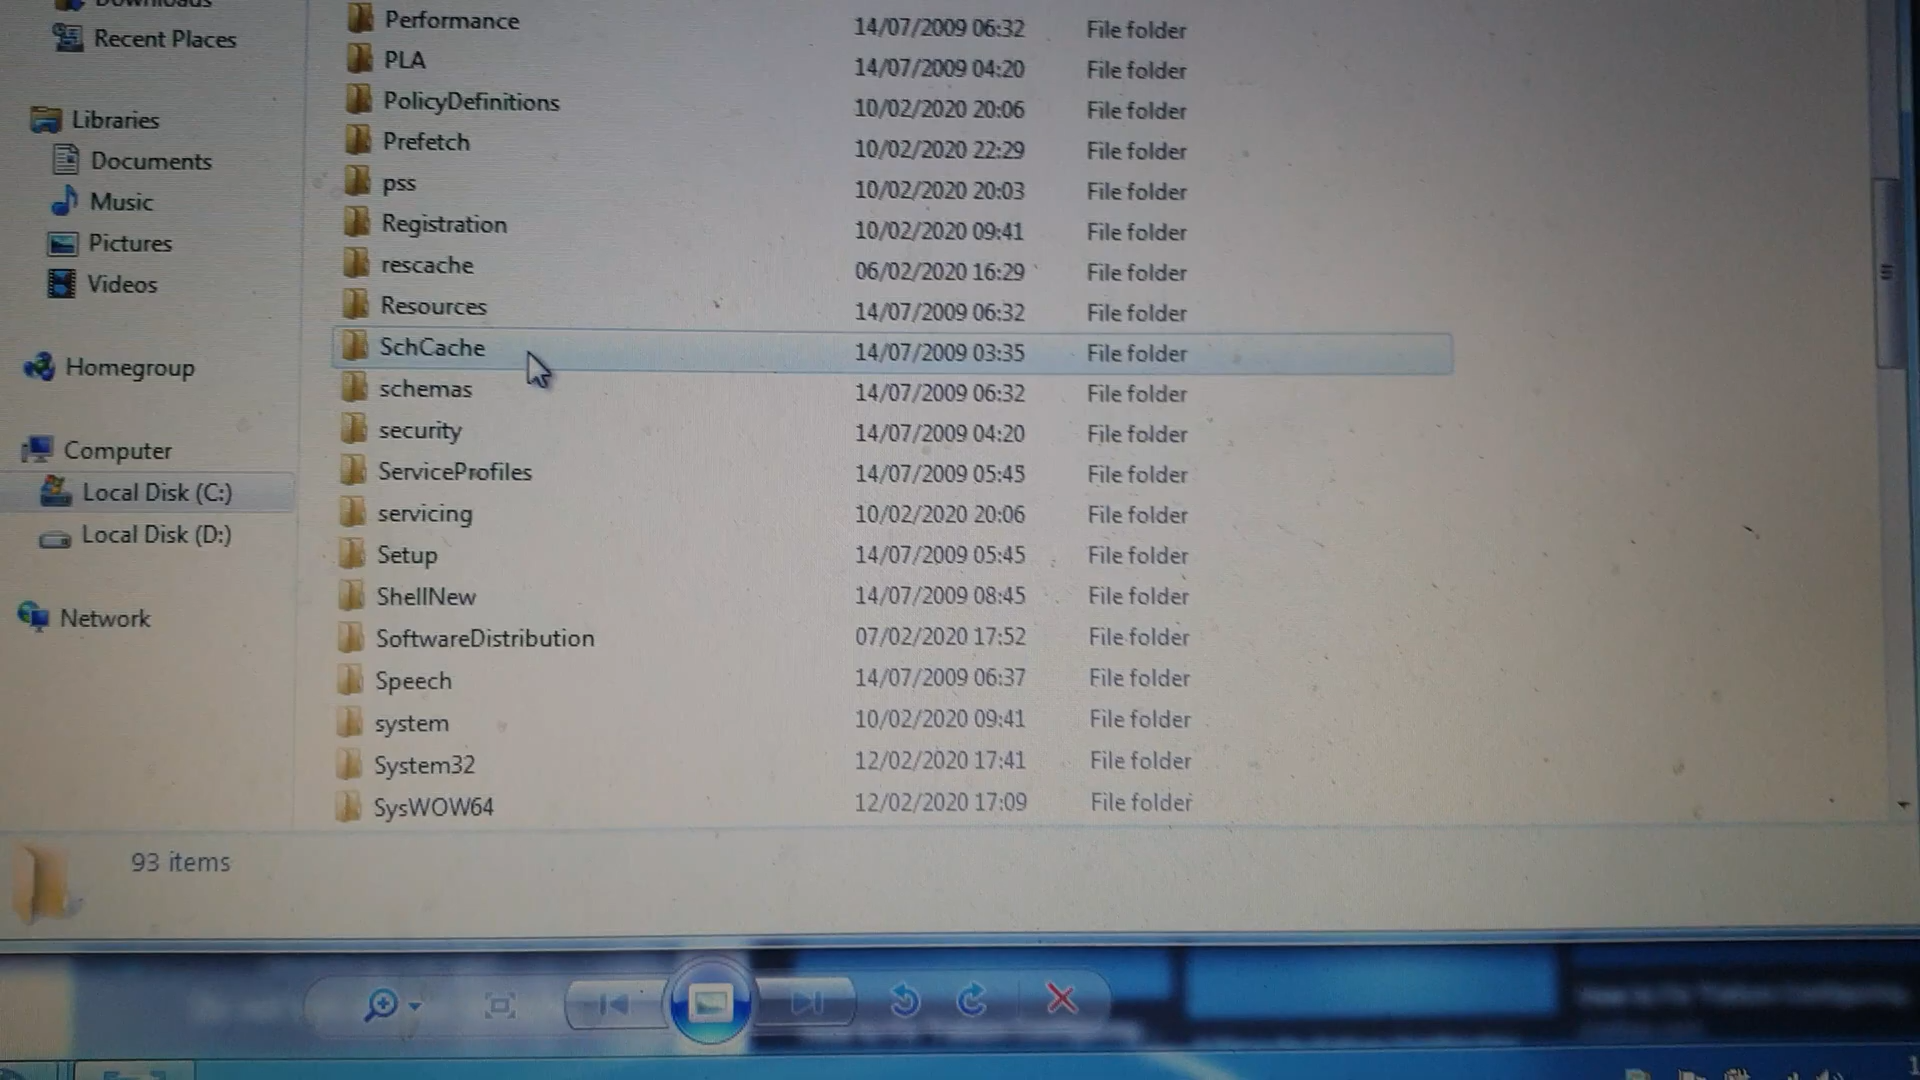 Downloads
Recent Places
Libraries
Documents
Music
Pictures
Videos
Homegroup
Computer
Local Disk (C:)
Local Disk (D:)
Network
Performance 14/07/2009 06:32 File folder
PLA 14/07/2009 04:20 File folder
PolicyDefinitions 10/02/2020 20:06 File folder
Prefetch 10/02/2020 22:29 File folder
pss 10/02/2020 20:03 File folder
Registration 10/02/2020 09:41 File folder
rescache 06/02/2020 16:29 File folder
Resources 14/07/2009 06:32 File folder
SchCache 14/07/2009 03:35 File folder
schemas 14/07/2009 06:32 File folder
security 14/07/2009 04:20 File folder
ServiceProfiles 14/07/2009 05:45 File folder
servicing 10/02/2020 20:06 File folder
Setup 14/07/2009 05:45 File folder
ShellNew 14/07/2009 08:45 File folder
SoftwareDistribution 07/02/2020 17:52 File folder
Speech 14/07/2009 06:37 File folder
system 10/02/2020 09:41 File folder
System32 12/02/2020 17:41 File folder
SysWOW64 12/02/2020 17:09 File folder
93 items